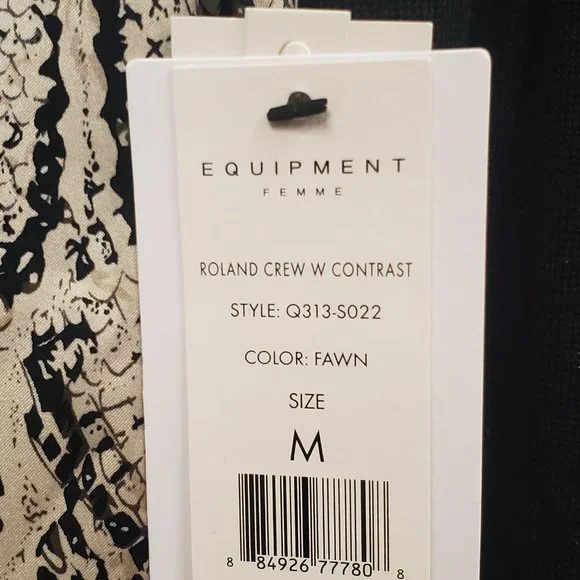 EQUIPMENT
FEMME
ROLAND CREW W CONTRAST
STYLE: Q313-S022
COLOR: FAWN
SIZE
M
8 84926 77780 8